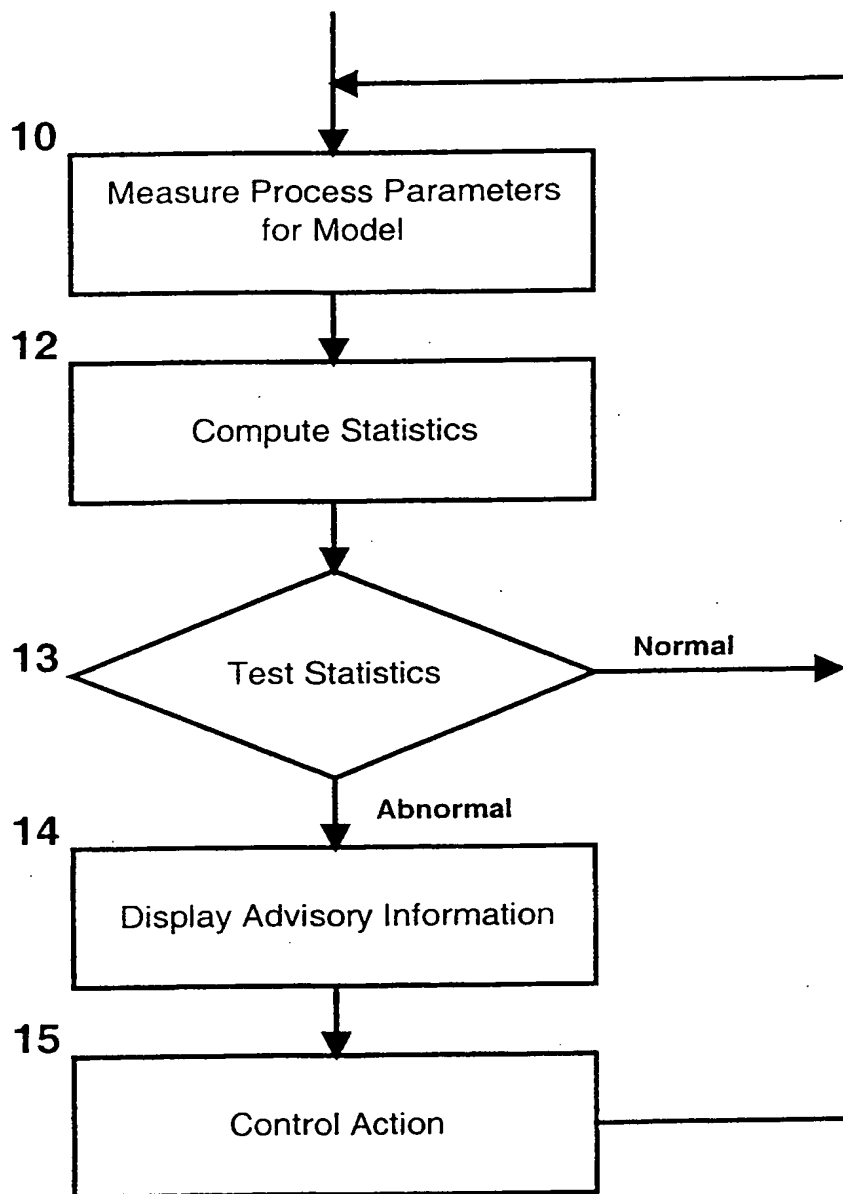 10
Measure Process Parameters
for Model
12
Compute Statistics
13
Test Statistics
Normal
Abnormal
14
Display Advisory Information
15
Control Action